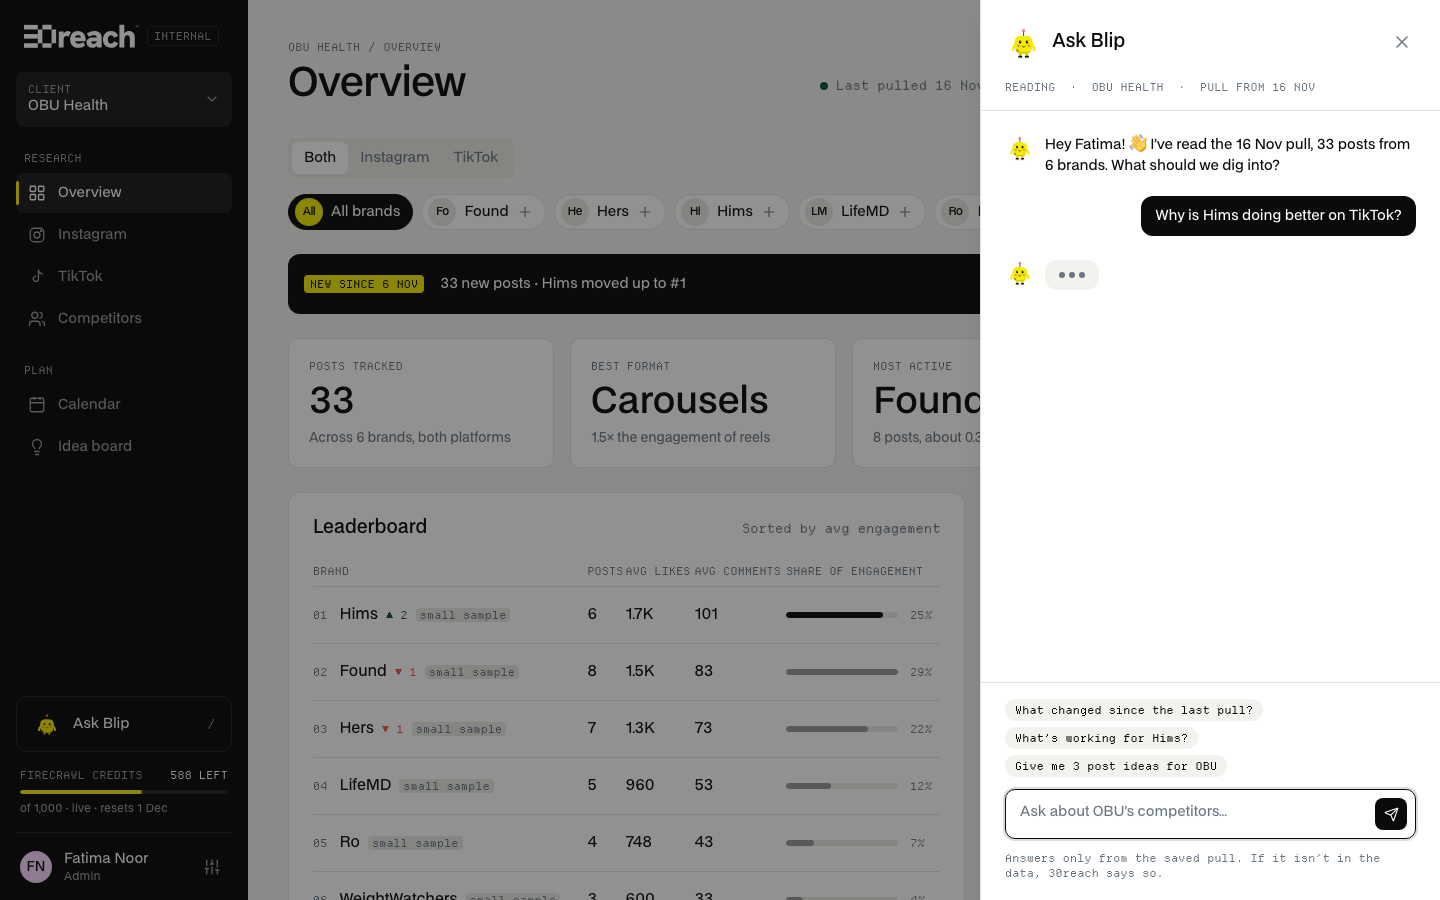 30reach INTERNAL
CLIENT
OBU Health
RESEARCH
Overview
Instagram
TikTok
Competitors
PLAN
Calendar
Idea board
Ask Blip /
FIRECRAWL CREDITS 588 LEFT
of 1,000 · live · resets 1 Dec
FN Fatima Noor
Admin
OBU HEALTH / OVERVIEW
Overview
Last pulled 16 Nov
Both Instagram TikTok
All All brands Fo Found He Hers Hi Hims LM LifeMD Ro
NEW SINCE 6 NOV 33 new posts · Hims moved up to #1
POSTS TRACKED
33
Across 6 brands, both platforms
BEST FORMAT
Carousels
1.5× the engagement of reels
MOST ACTIVE
Found
8 posts, about 0.3
Leaderboard Sorted by avg engagement
BRAND POSTS AVG LIKES AVG COMMENTS SHARE OF ENGAGEMENT
01 Hims ▲ 2 small sample 6 1.7K 101 25%
02 Found ▼ 1 small sample 8 1.5K 83 29%
03 Hers ▼ 1 small sample 7 1.3K 73 22%
04 LifeMD small sample 5 960 53 12%
05 Ro small sample 4 748 43 7%
06 WeightWatchers small sample 3 600 33 4%
Ask Blip
READING · OBU HEALTH · PULL FROM 16 NOV
Hey Fatima! 👋 I've read the 16 Nov pull, 33 posts from
6 brands. What should we dig into?
Why is Hims doing better on TikTok?
What changed since the last pull?
What's working for Hims?
Give me 3 post ideas for OBU
Ask about OBU's competitors…
Answers only from the saved pull. If it isn't in the
data, 30reach says so.